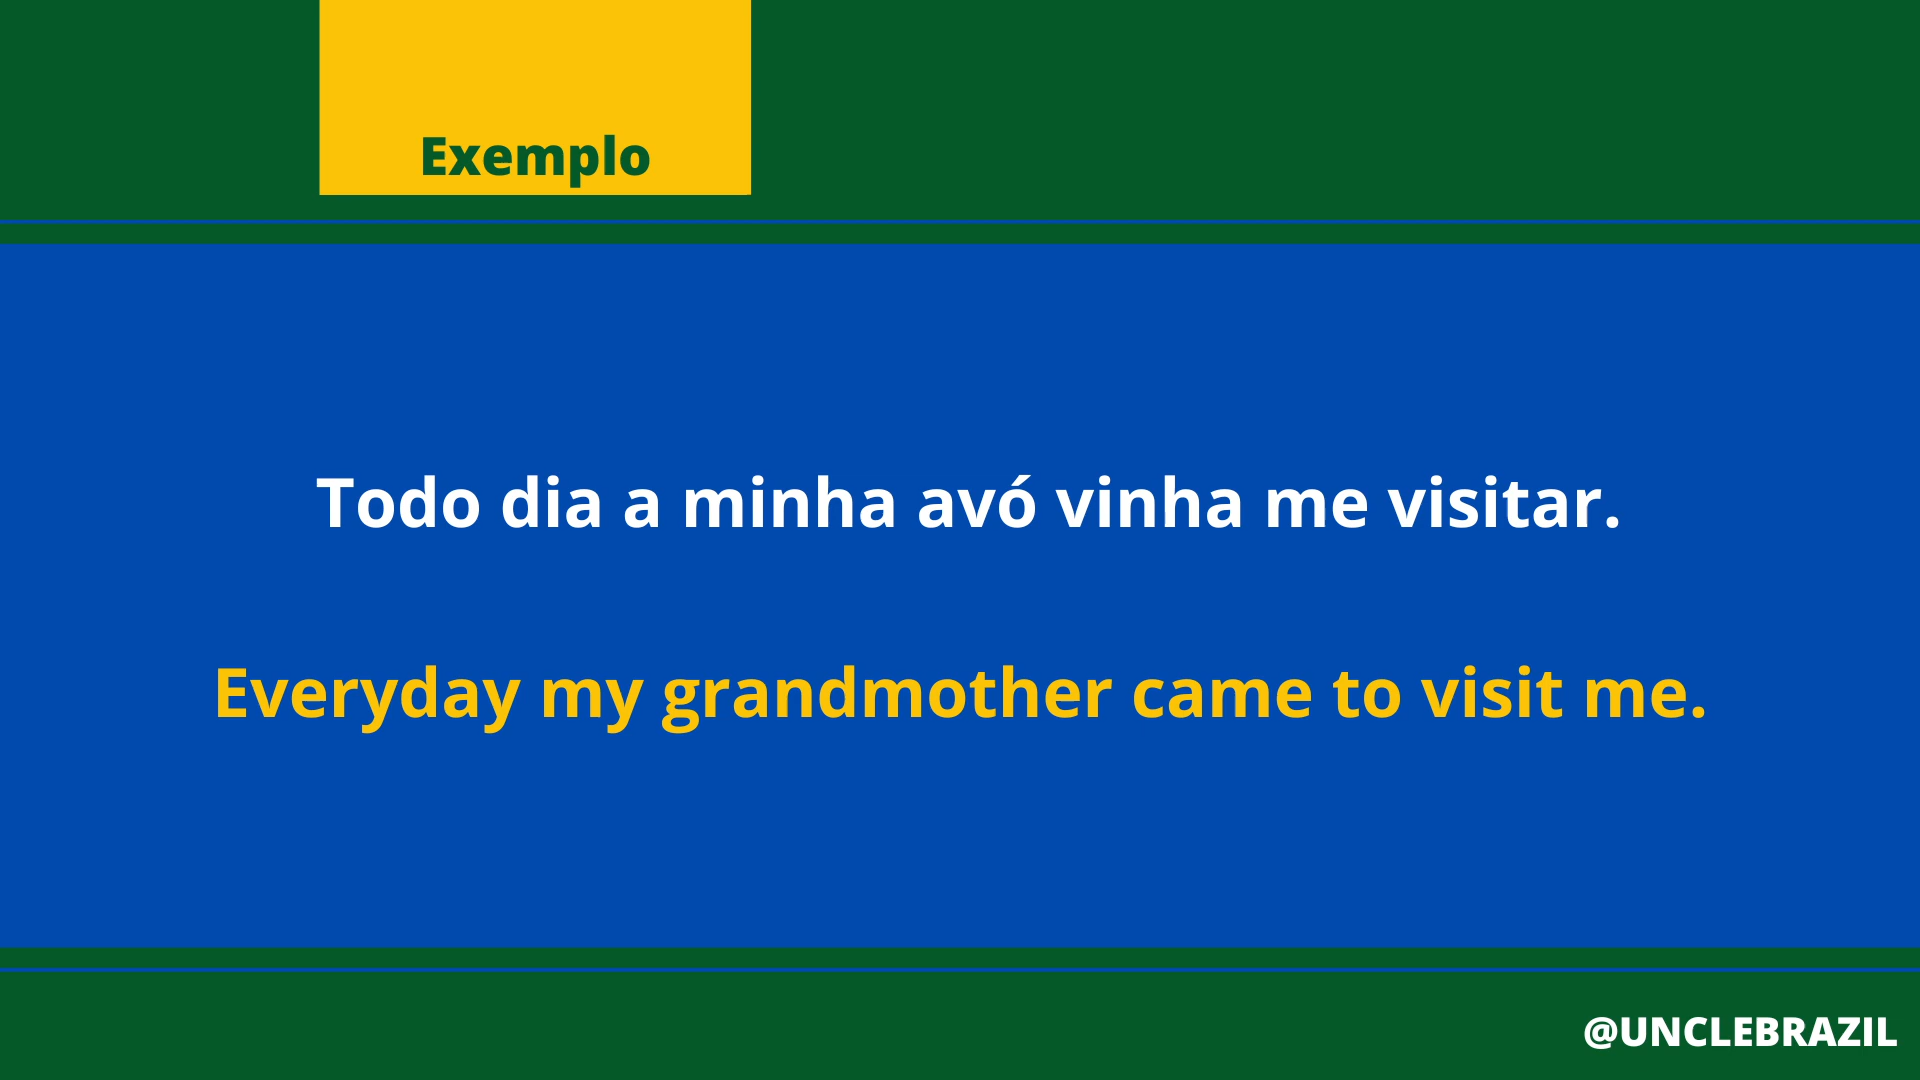 Exemplo
Todo dia a minha avó vinha me visitar.
Everyday my grandmother came to visit me.
@UNCLEBRAZIL